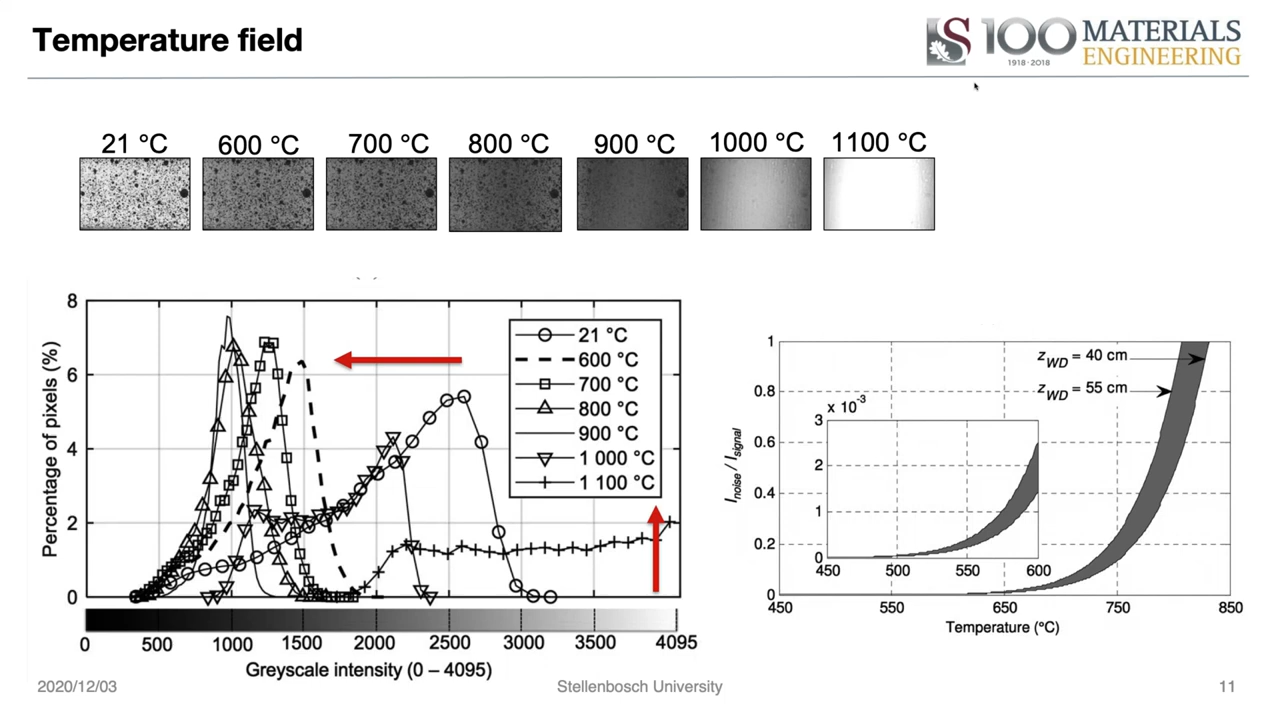 Temperature field
S 100 MATERIALS
1918 · 2018 ENGINEERING
21 °C 600 °C 700 °C 800 °C 900 °C 1000 °C 1100 °C
8
6
4
2
0
Percentage of pixels (%)
21 °C
600 °C
700 °C
800 °C
900 °C
1 000 °C
1 100 °C
0 500 1000 1500 2000 2500 3000 3500 4095
Greyscale intensity (0 – 4095)
1
0.8
0.6
0.4
0.2
0
Inoise / Isignal
zWD = 40 cm
zWD = 55 cm
x 10-3
3
2
1
0
450 500 550 600
450 550 650 750 850
Temperature (°C)
2020/12/03 Stellenbosch University 11